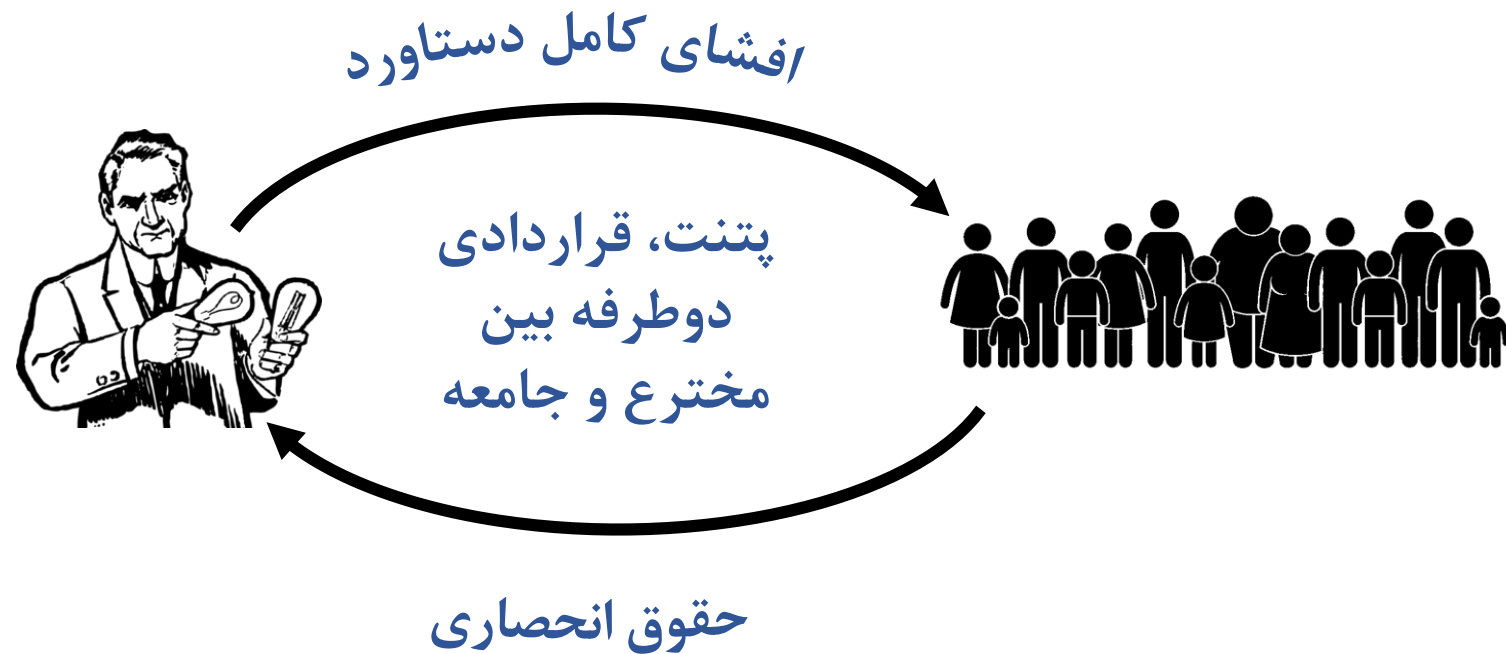 افشای کامل دستاورد
پتنت، قراردادی
دوطرفه بین
مخترع و جامعه
حقوق انحصاری